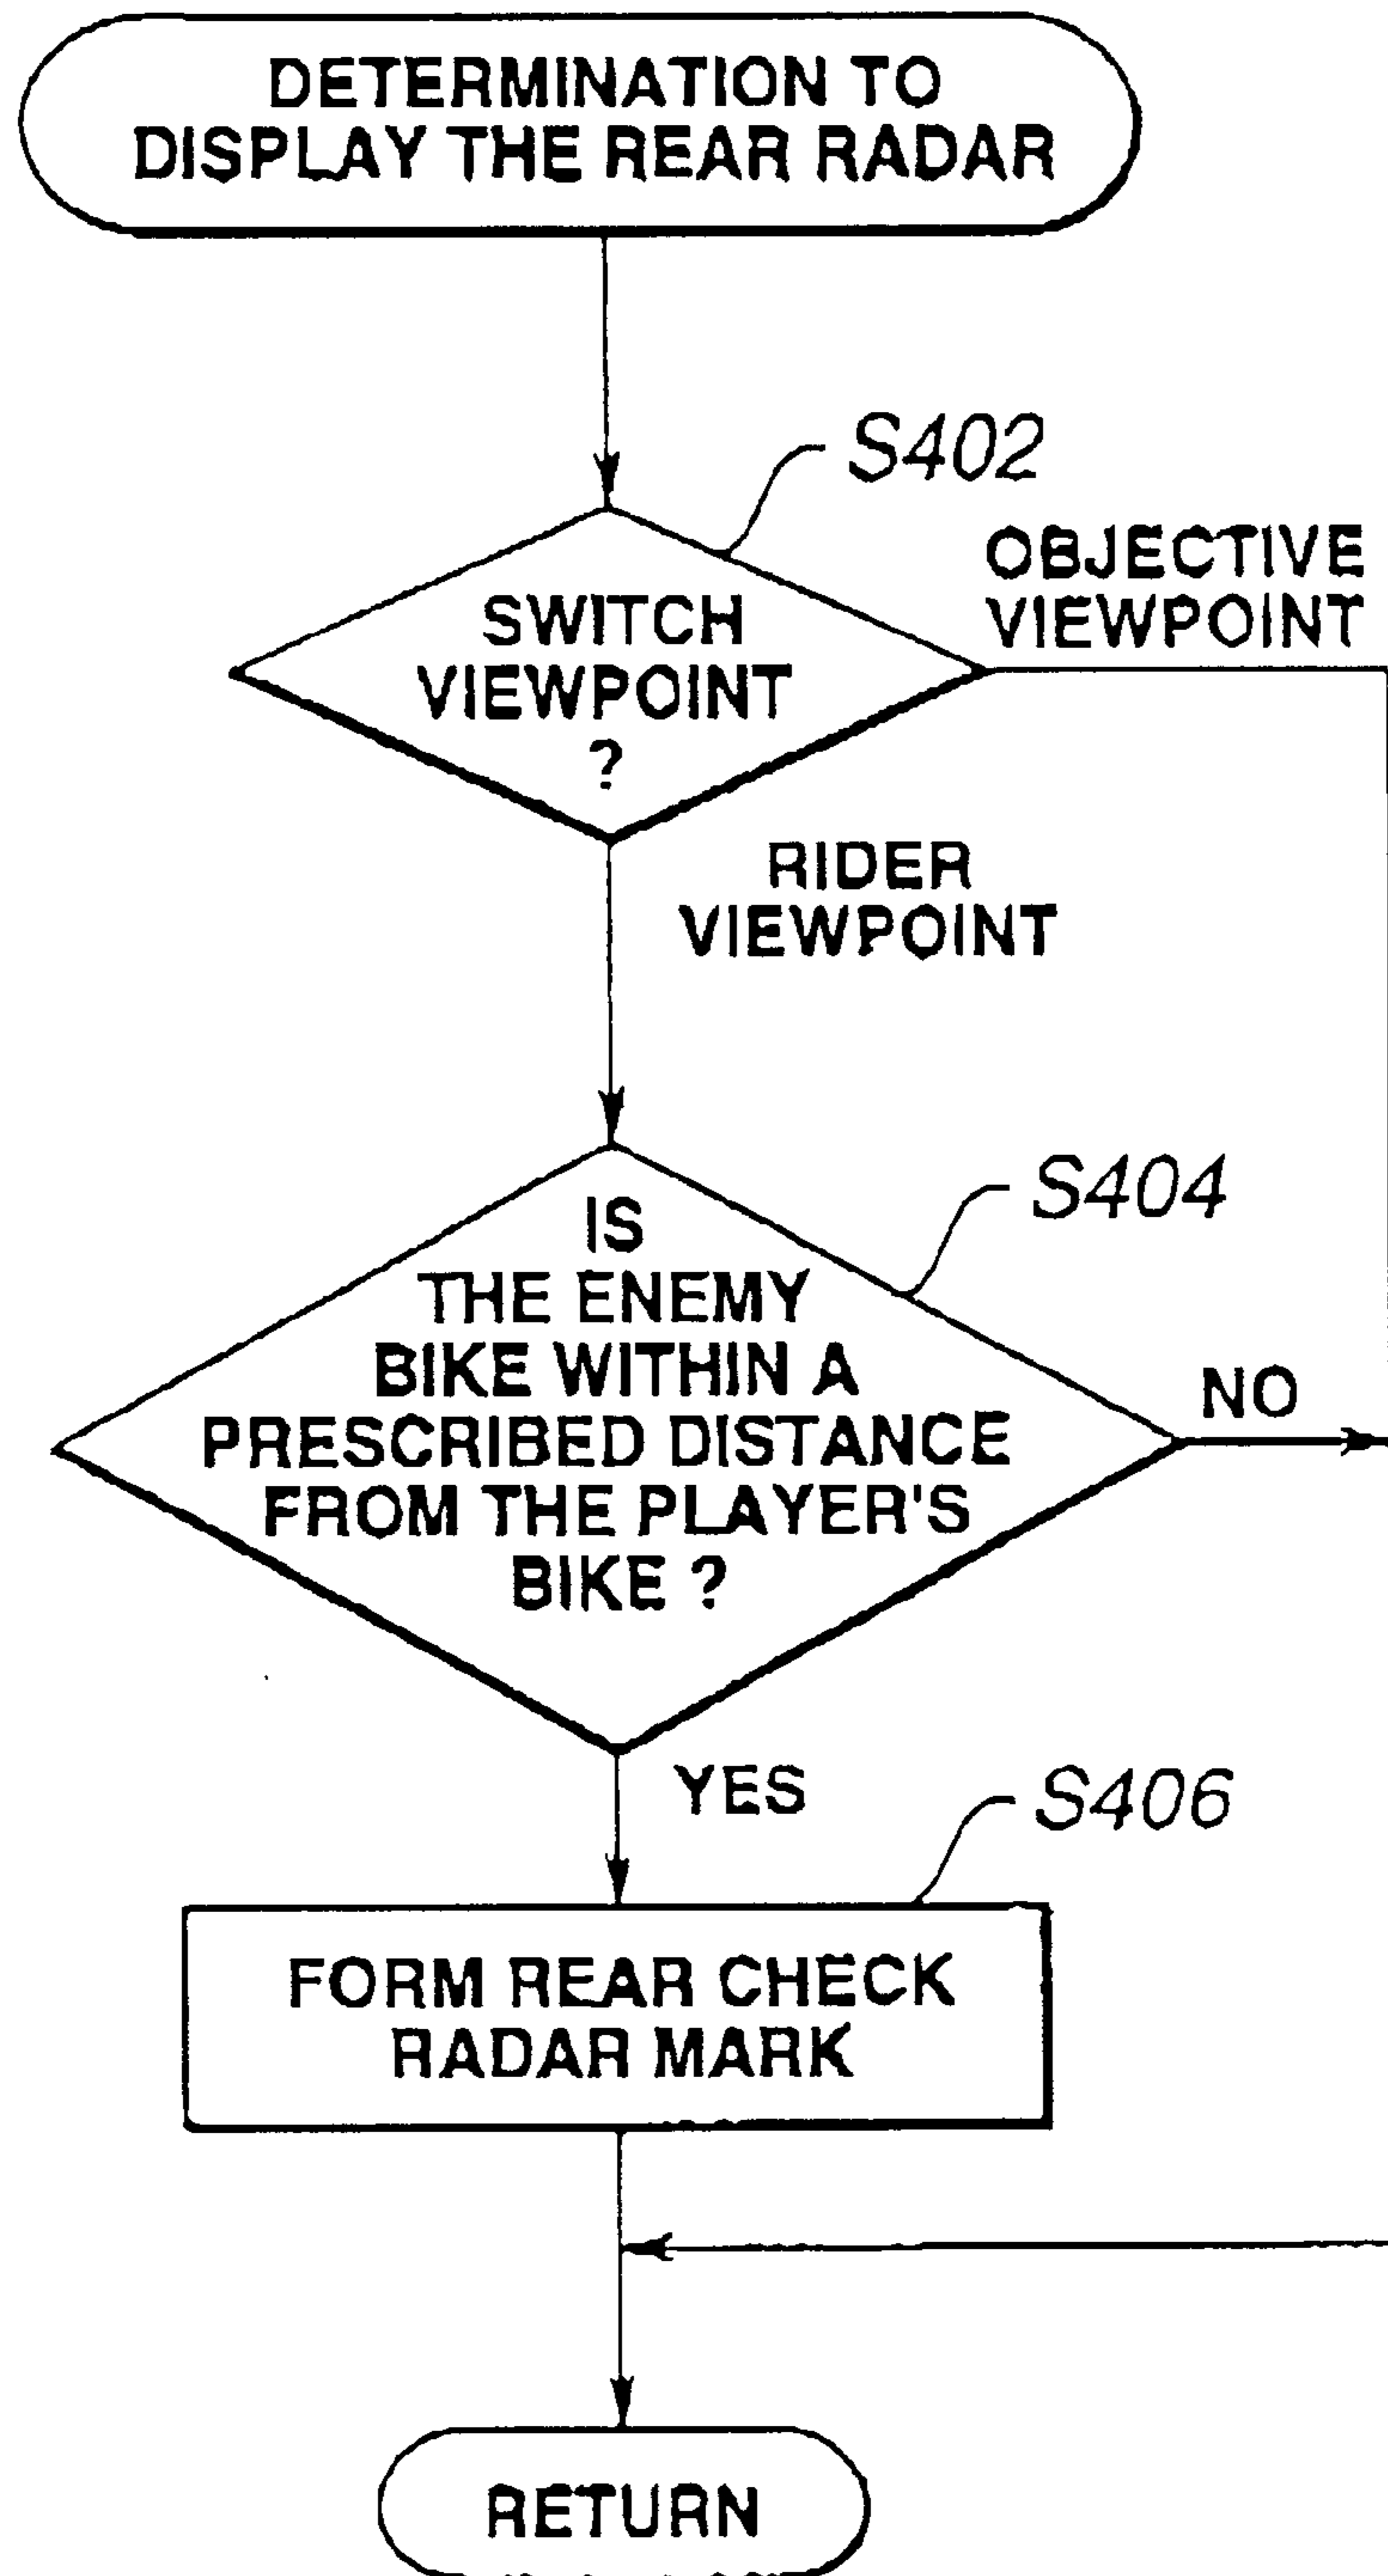 DETERMINATION TO
DISPLAY THE REAR RADAR
S402
OBJECTIVE
VIEWPOINT
SWITCH
VIEWPOINT
?
RIDER
VIEWPOINT
S404
IS
THE ENEMY
BIKE WITHIN A
PRESCRIBED DISTANCE
FROM THE PLAYER'S
BIKE ?
NO
YES
S406
FORM REAR CHECK
RADAR MARK
RETURN